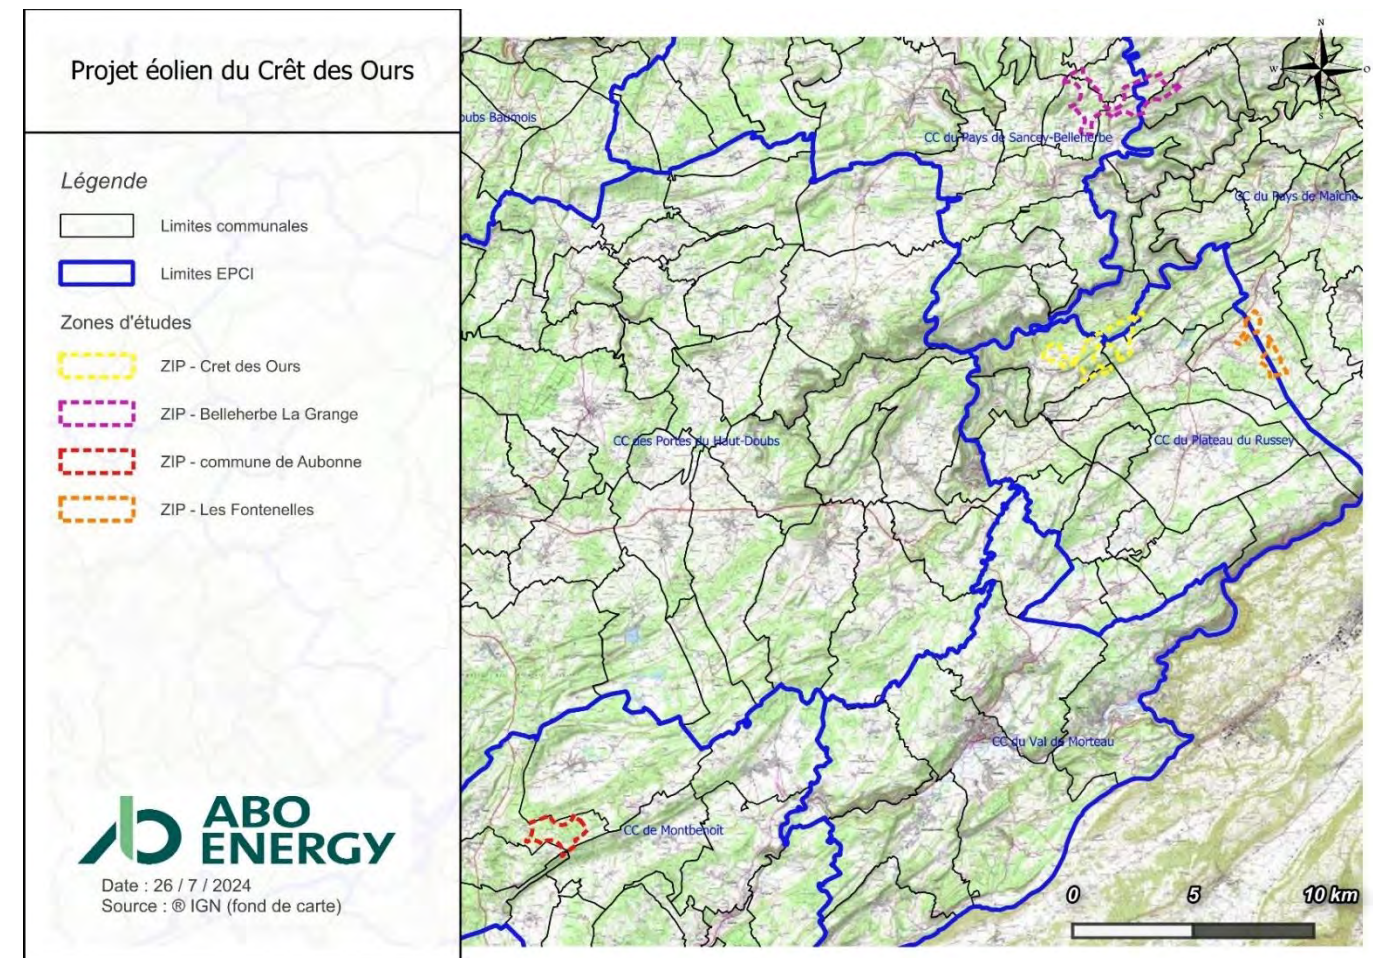 Projet éolien du Crêt des Ours
Légende
Limites communales
Limites EPCI
Zones d'études
ZIP - Cret des Ours
ZIP - Belleherbe La Grange
ZIP - commune de Aubonne
ZIP - Les Fontenelles
ABO
ENERGY
Date : 26 / 7 / 2024
Source : ® IGN (fond de carte)
N
W
O
S
oubs Baumois
CC du Pays de Sancey-Belleherbe
CC du Pays de Maîche
CC des Portes du Haut-Doubs
CC du Plateau du Russey
CC du Val de Morteau
CC de Montbenoit
0 5 10 km